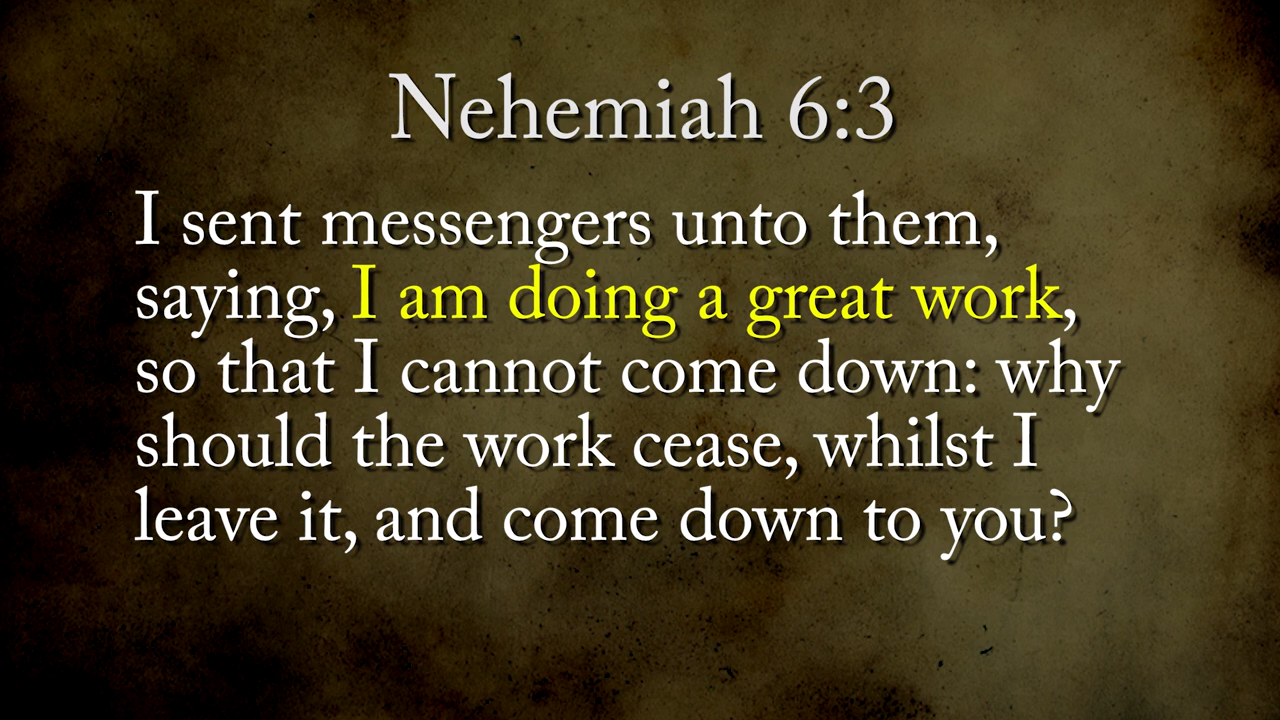 Nehemiah 6:3
I sent messengers unto them,
saying, I am doing a great work,
so that I cannot come down: why
should the work cease, whilst I
leave it, and come down to you?